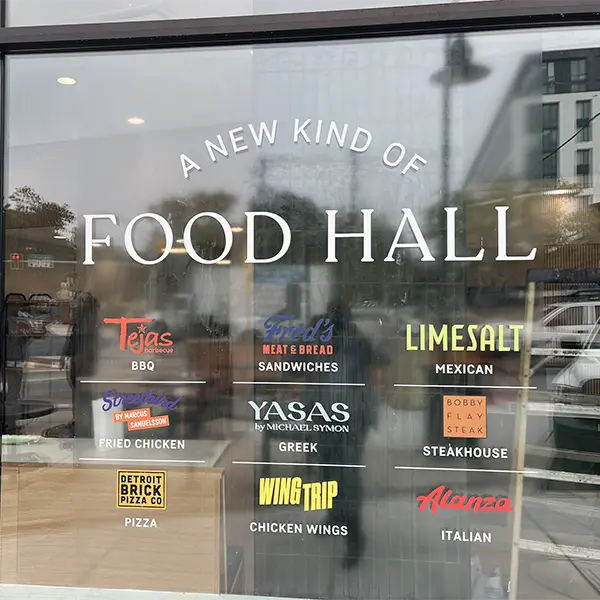 A NEW KIND OF
FOOD HALL
Tejas
barbecue
BBQ
Fred's
MEAT & BREAD
SANDWICHES
LIMESALT
MEXICAN
Streetbird
BY MARCUS
SAMUELSSON
FRIED CHICKEN
YASAS
by MICHAEL SYMON
GREEK
BOBBY
FLAY
STEAK
STEAKHOUSE
DETROIT
BRICK
PIZZA CO
PIZZA
WING TRIP
CHICKEN WINGS
Alanza
ITALIAN